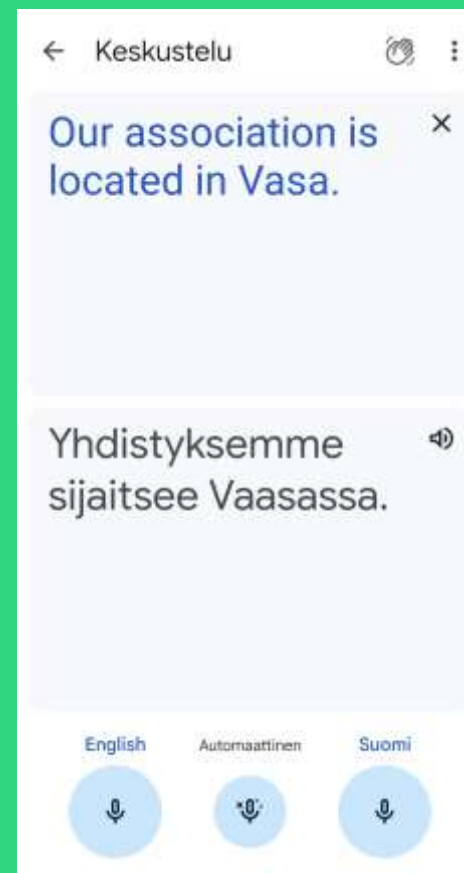 Keskustelu
Our association is
located in Vasa.
Yhdistyksemme
sijaitsee Vaasassa.
English
Automaattinen
Suomi